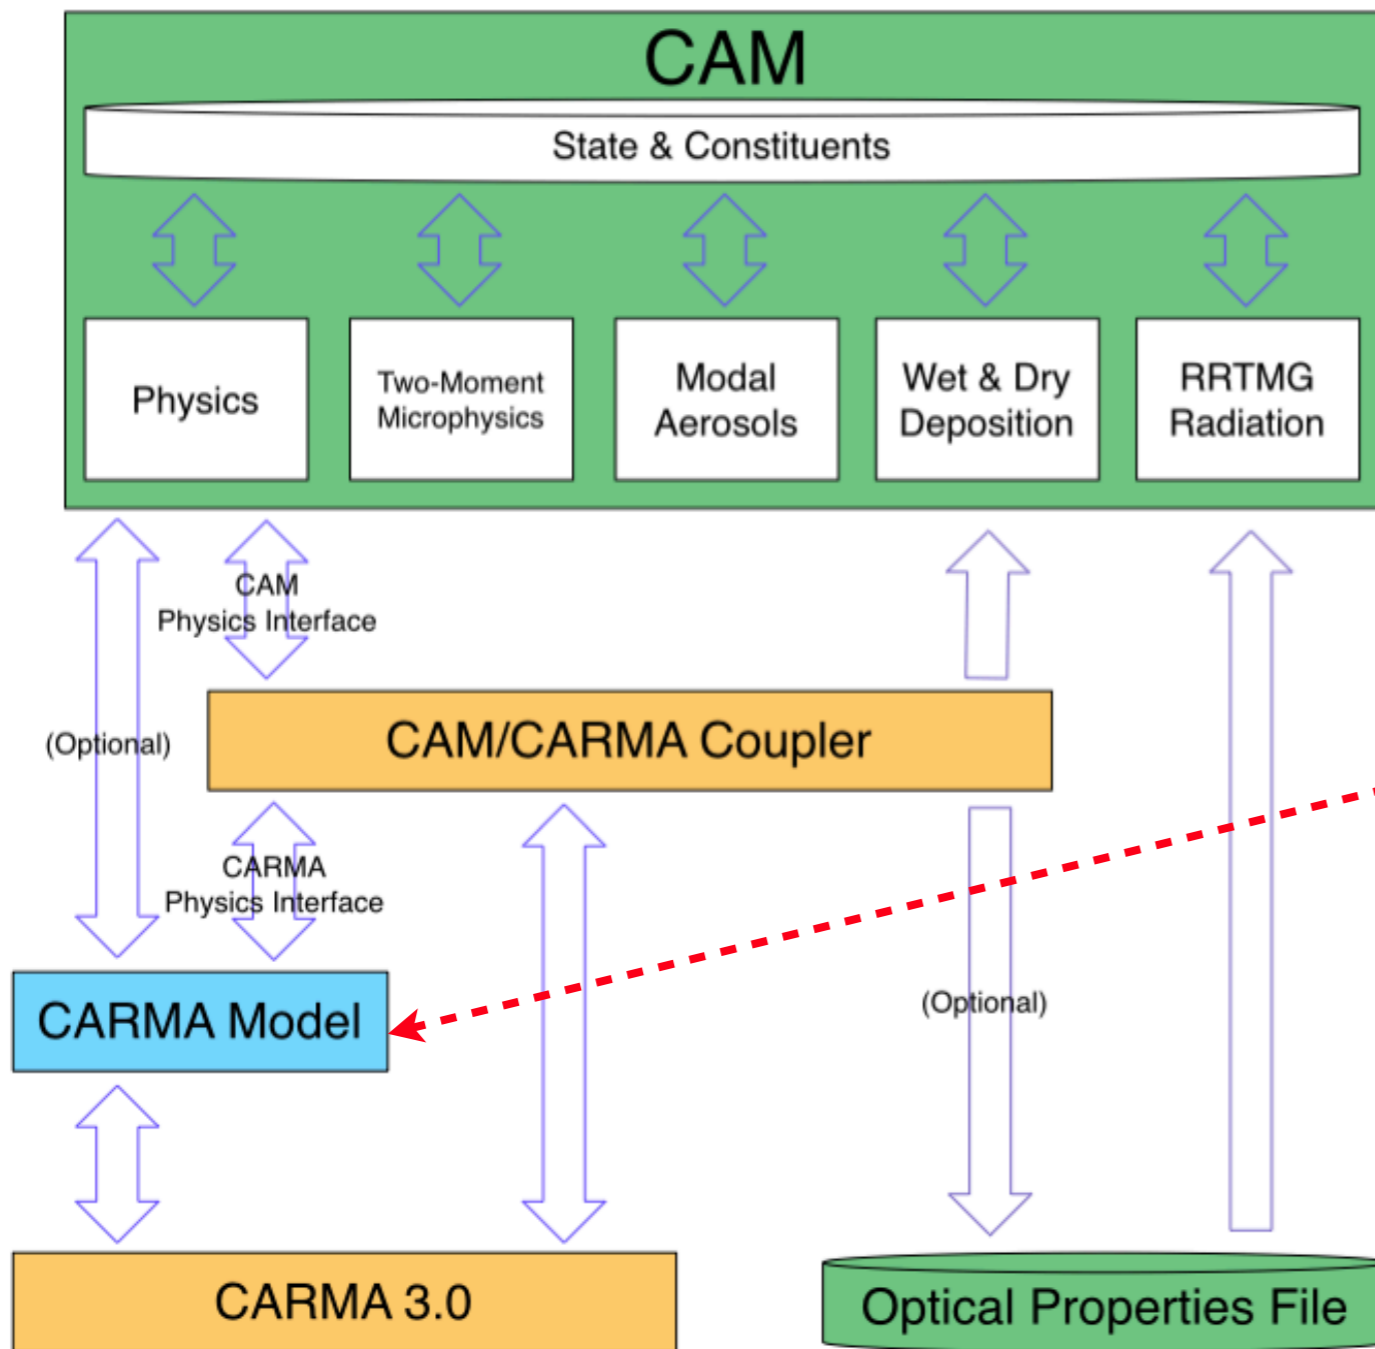 CAM
State & Constituents
Physics
Two-Moment
Microphysics
Modal
Aerosols
Wet & Dry
Deposition
RRTMG
Radiation
CAM
Physics Interface
(Optional)
CAM/CARMA Coupler
CARMA
Physics Interface
(Optional)
CARMA Model
CARMA 3.0
Optical Properties File